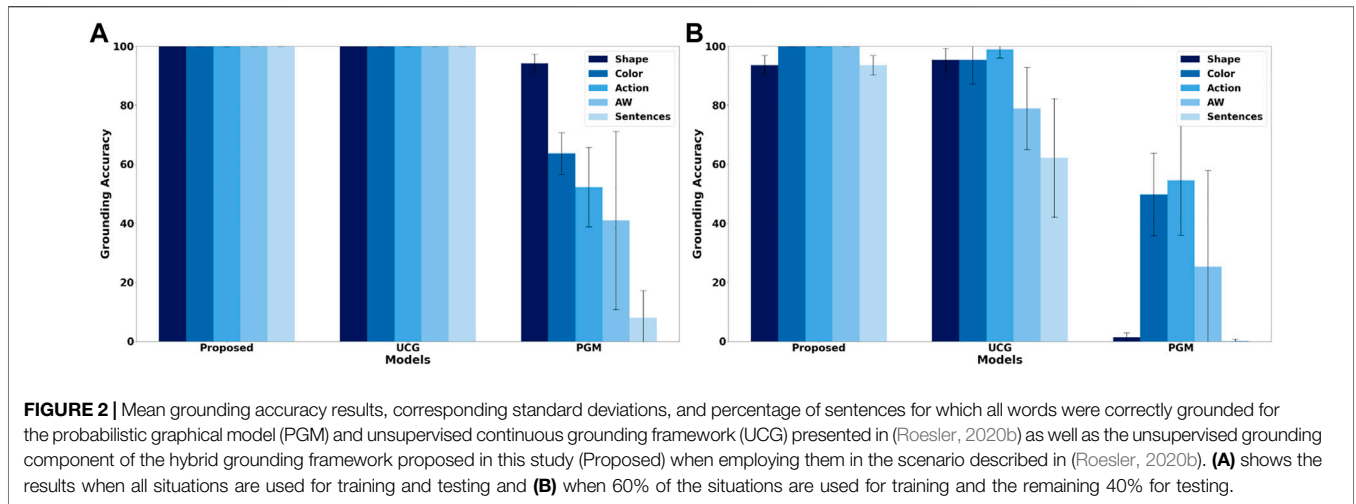 A
100
80
60
40
20
0
Grounding Accuracy
Shape
Color
Action
AW
Sentences
Proposed
UCG
PGM
Models
B
100
80
60
40
20
0
Grounding Accuracy
Shape
Color
Action
AW
Sentences
Proposed
UCG
PGM
Models
FIGURE 2 | Mean grounding accuracy results, corresponding standard deviations, and percentage of sentences for which all words were correctly grounded for
the probabilistic graphical model (PGM) and unsupervised continuous grounding framework (UCG) presented in (Roesler, 2020b) as well as the unsupervised grounding
component of the hybrid grounding framework proposed in this study (Proposed) when employing them in the scenario described in (Roesler, 2020b). (A) shows the
results when all situations are used for training and testing and (B) when 60% of the situations are used for training and the remaining 40% for testing.